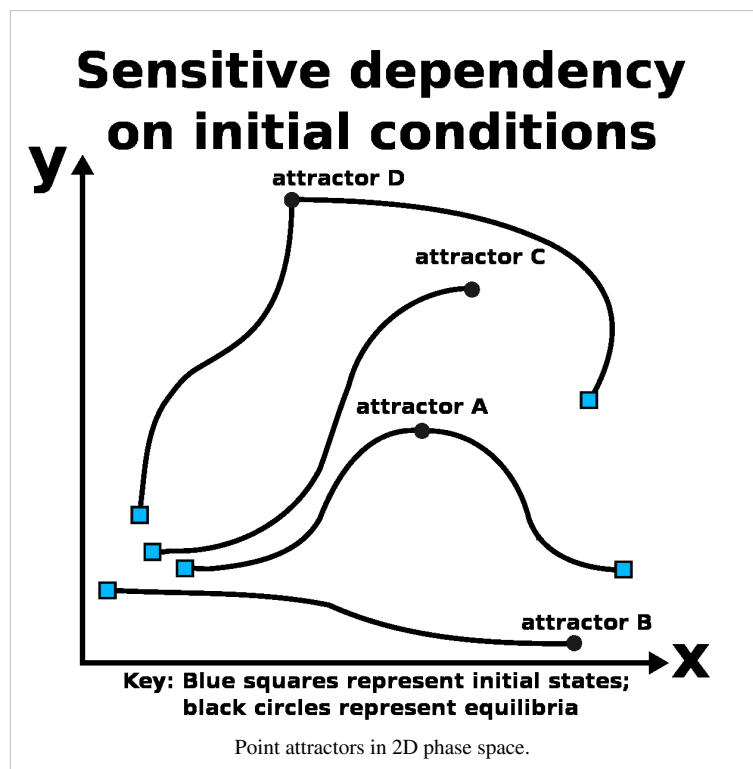 Sensitive dependency
on initial conditions
y
attractor D
attractor C
attractor A
attractor B
x
Key: Blue squares represent initial states;
black circles represent equilibria
Point attractors in 2D phase space.